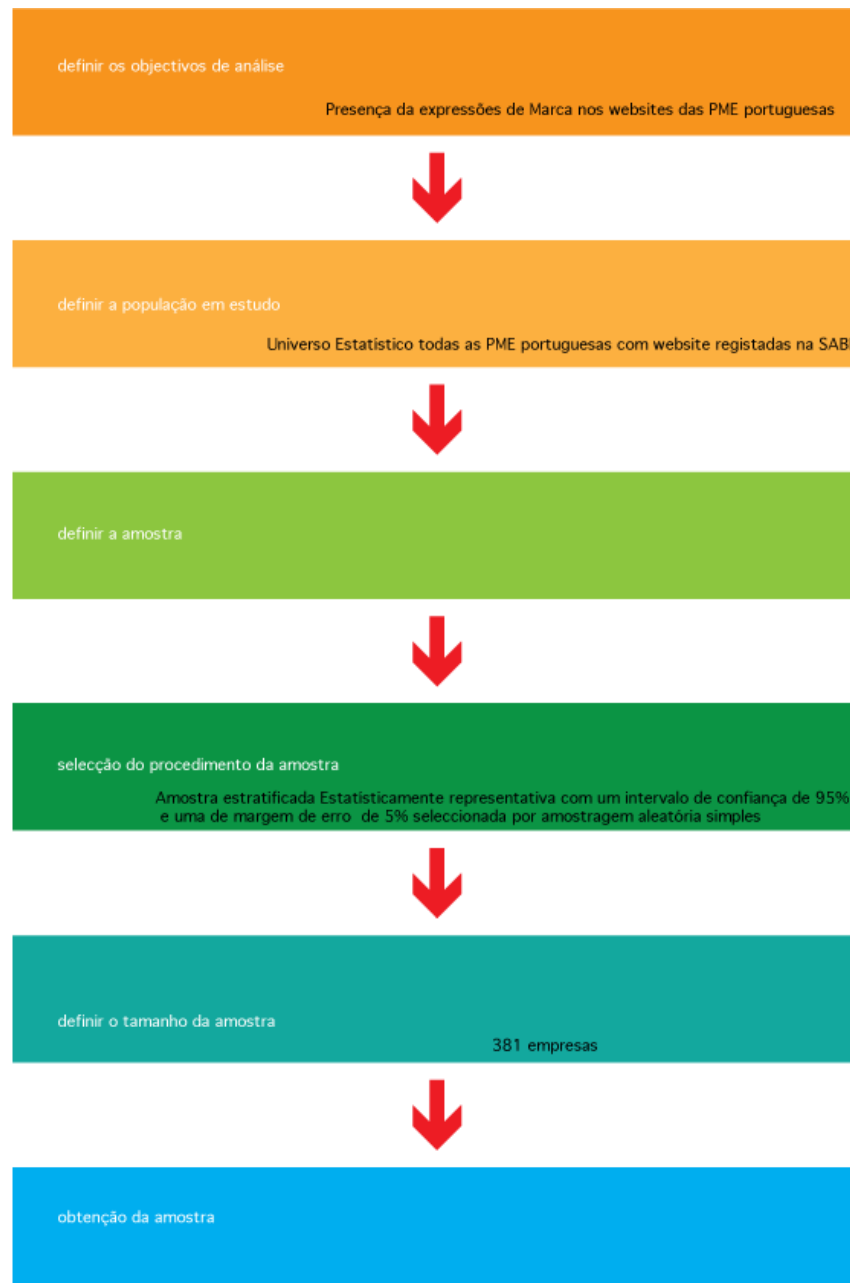 definir os objectivos de análise
Presença da expressões de Marca nos websites das PME portuguesas
definir a população em estudo
Universo Estatístico todas as PME portuguesas com website registadas na
definir a amostra
selecção do procedimento da amostra
Amostra estratificada Estatisticamente representativa com um intervalo de confiança de 95%
e uma de margem de erro de 5% seleccionada por amostragem aleatória simples
definir o tamanho da amostra
381 empresas
obtenção da amostra